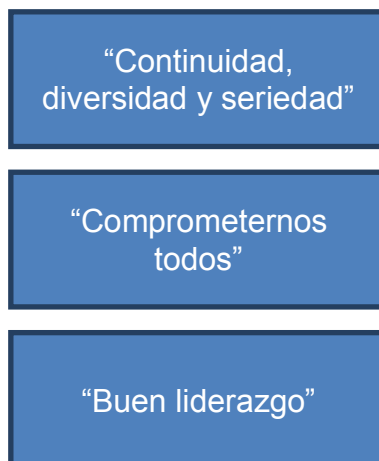 “Continuidad,
diversidad y seriedad”
“Comprometernos
todos”
“Buen liderazgo”